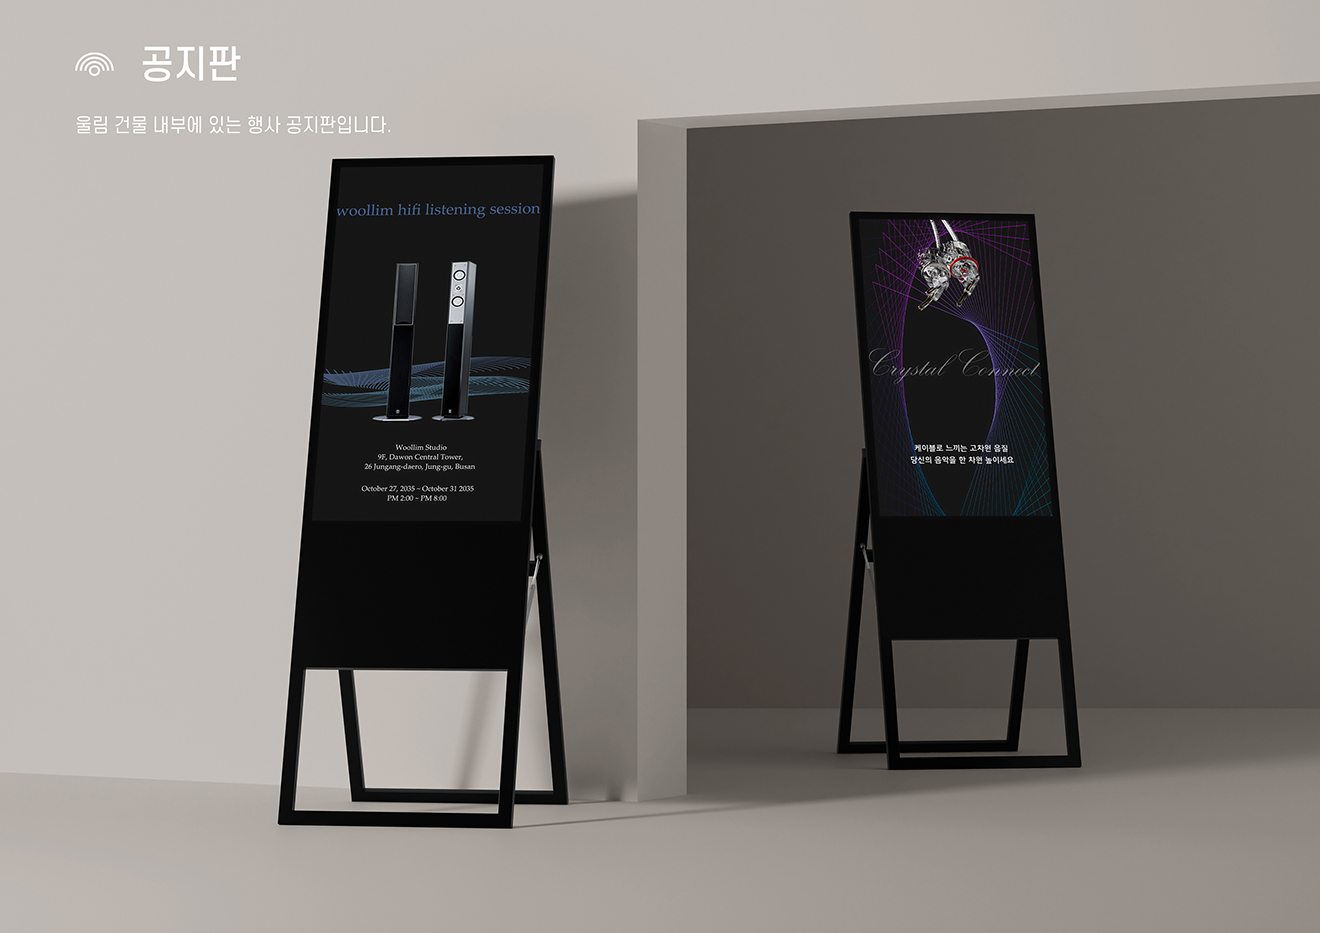 공지판
울림 건물 내부에 있는 행사 공지판입니다.
woollim hifi listening session
Woollim Studio
9F, Dawon Central Tower,
26 Jungang-daero, Jung-gu, Busan
October 27, 2035 ~ October 31 2035
PM 2:00 ~ PM 8:00
Crystal Connect
케이블로 느끼는 고차원 음질
당신의 음악을 한 차원 높이세요